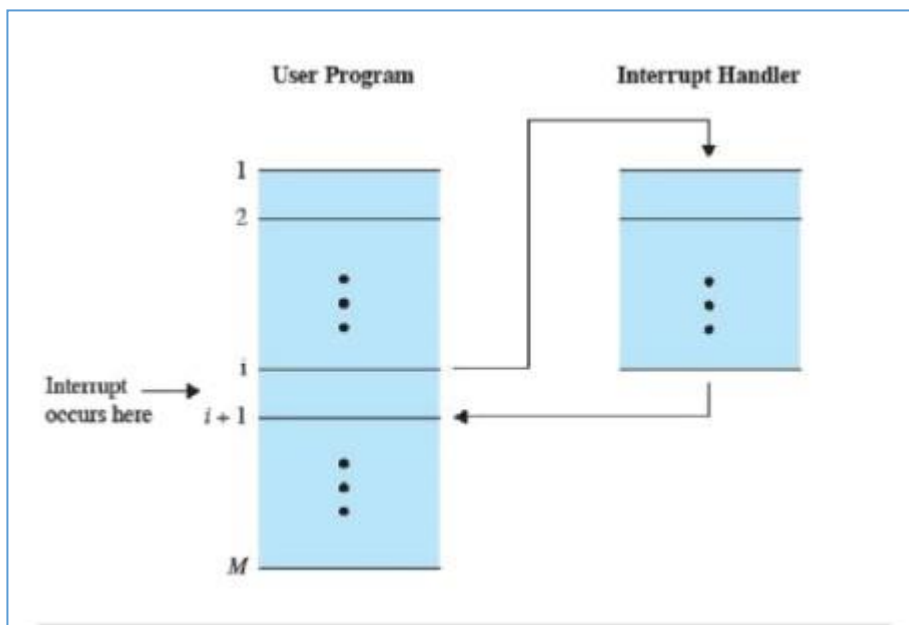 User Program
Interrupt Handler
1
2
i
Interrupt
occurs here
i + 1
M